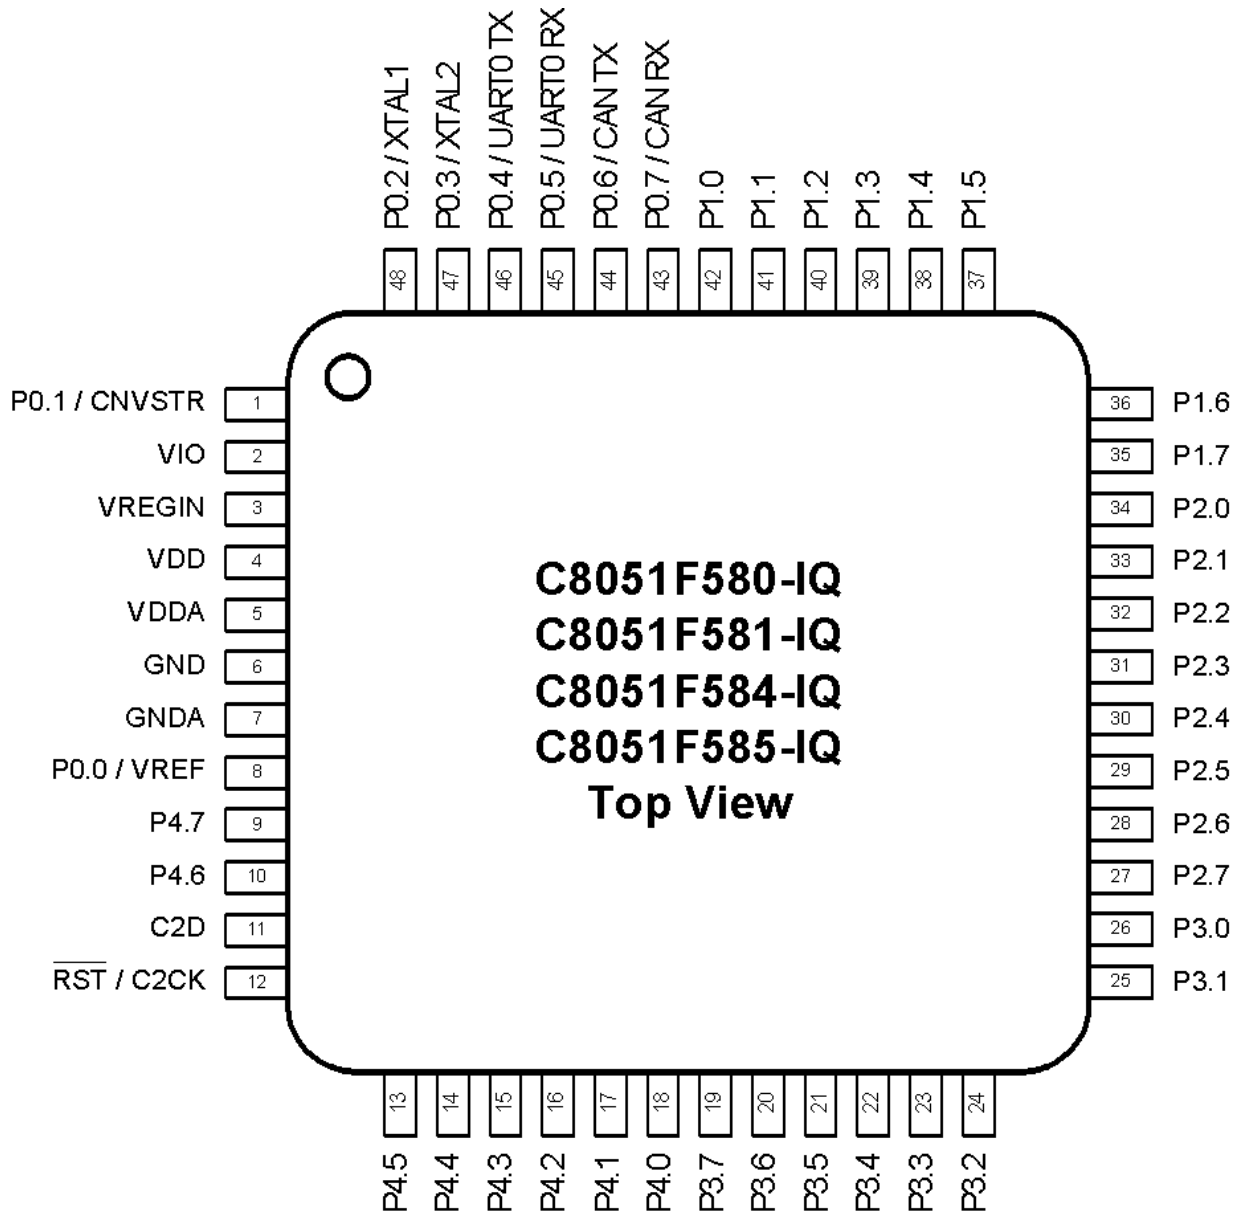 P0.2 / XTAL1
P0.3 / XTAL2
P0.4 / UART0 TX
P0.5 / UART0 RX
P0.6 / CAN TX
P0.7 / CAN RX
P1.0
P1.1
P1.2
P1.3
P1.4
P1.5
48
47
46
45
44
43
42
41
40
39
38
37
P0.1 / CNVSTR 1
VIO 2
VREGIN 3
VDD 4
VDDA 5
GND 6
GNDA 7
P0.0 / VREF 8
P4.7 9
P4.6 10
C2D 11
RST / C2CK 12
C8051F580-IQ
C8051F581-IQ
C8051F584-IQ
C8051F585-IQ
Top View
36 P1.6
35 P1.7
34 P2.0
33 P2.1
32 P2.2
31 P2.3
30 P2.4
29 P2.5
28 P2.6
27 P2.7
26 P3.0
25 P3.1
13
14
15
16
17
18
19
20
21
22
23
24
P4.5
P4.4
P4.3
P4.2
P4.1
P4.0
P3.7
P3.6
P3.5
P3.4
P3.3
P3.2